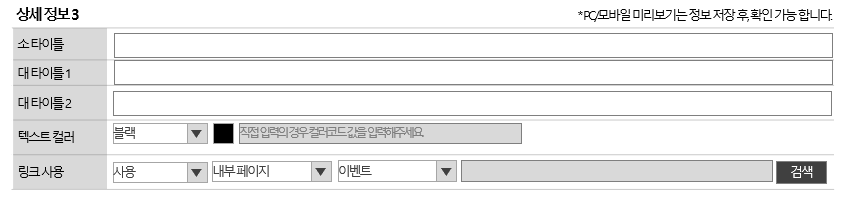 상세 정보 3 *PC/모바일 미리보기는 정보 저장 후, 확인 가능 합니다.
소 타이틀
대 타이틀 1
대 타이틀 2
텍스트 컬러 블랙 직접 입력의 경우 컬러코드 값을 입력해주세요.
링크 사용 사용 내부 페이지 이벤트 검색